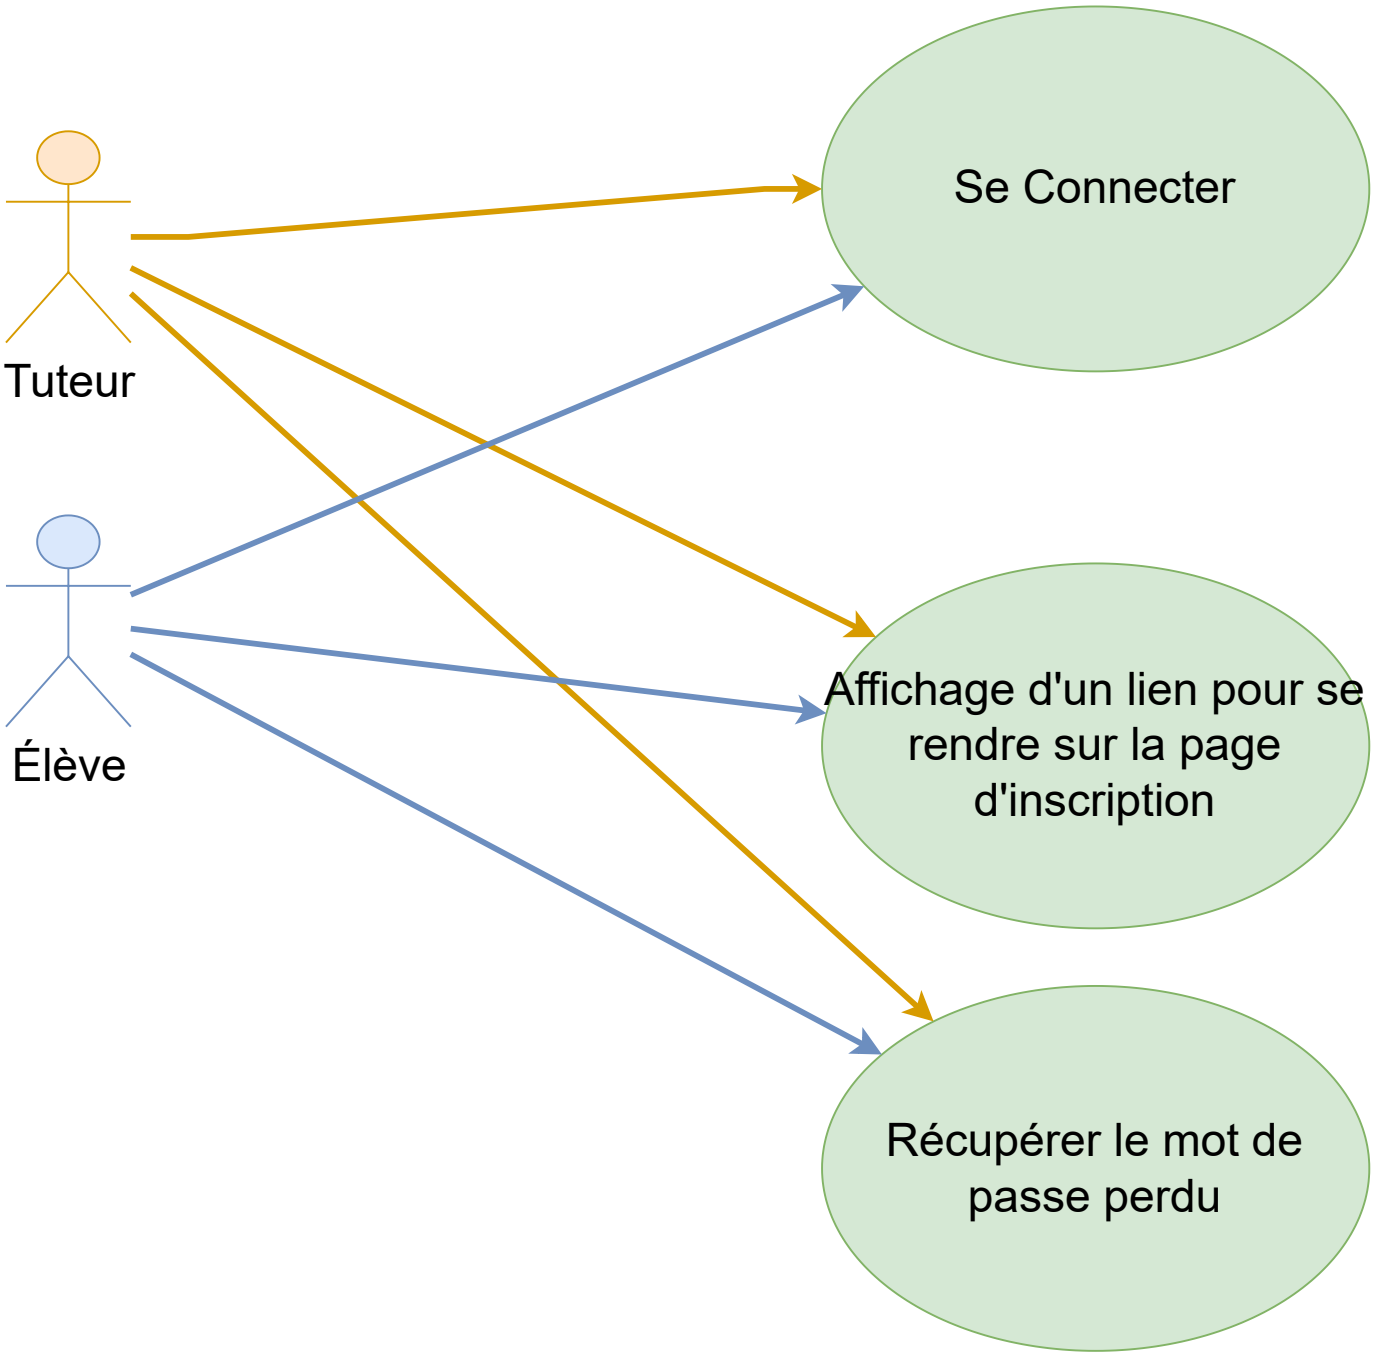 Se Connecter
Tuteur
Affichage d'un lien pour se
rendre sur la page
d'inscription
Élève
Récupérer le mot de
passe perdu